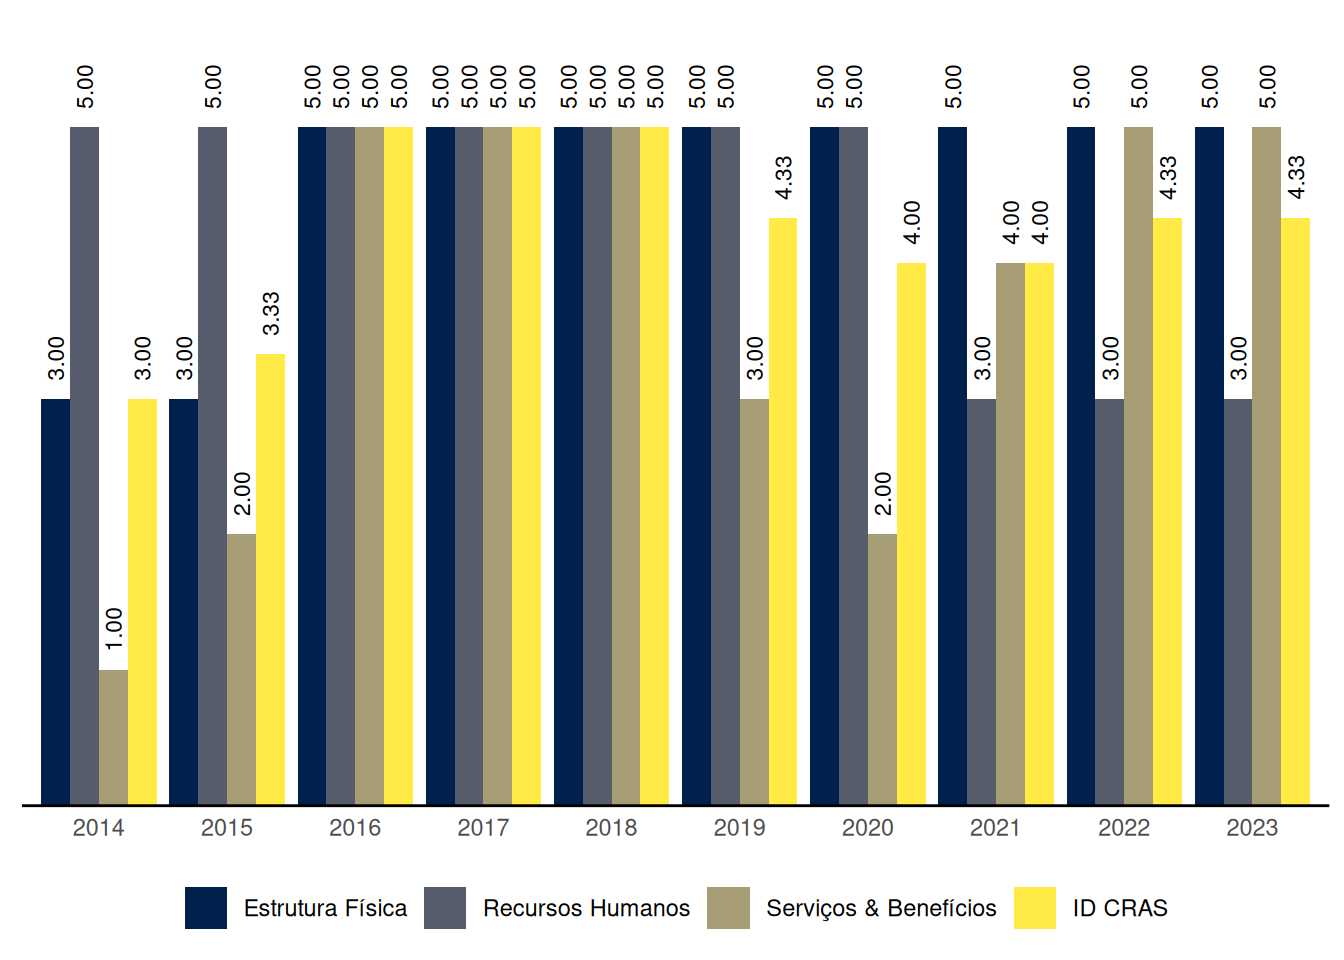 5.00 5.00 5.00 5.00 5.00 5.00 5.00 5.00 5.00 5.00 5.00 5.00 5.00 5.00 5.00 5.00 5.00 5.00 5.00 5.00 5.00 5.00 5.00
4.33 4.33 4.33
4.00 4.00 4.00
3.33
3.00 3.00 3.00 3.00 3.00 3.00 3.00
2.00 2.00
1.00
2014 2015 2016 2017 2018 2019 2020 2021 2022 2023
Estrutura Física Recursos Humanos Serviços & Benefícios ID CRAS